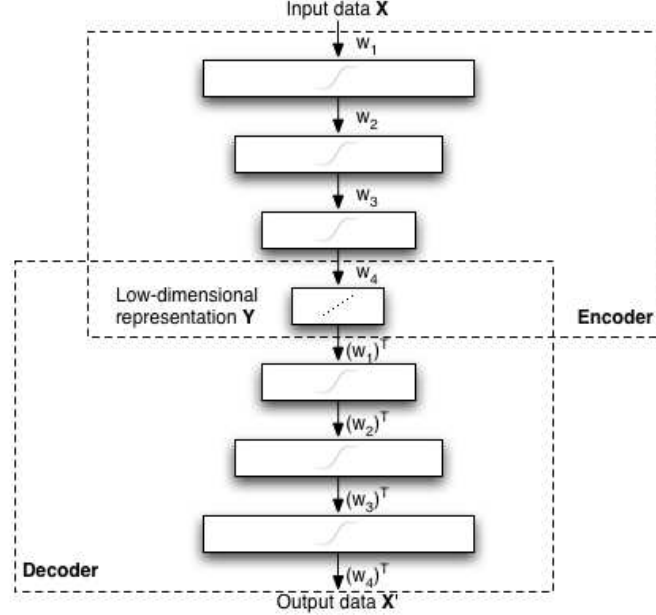 Input data X
w1
w2
w3
w4
Low-dimensional
representation Y
Encoder
(w1)T
(w2)T
(w3)T
Decoder
(w4)T
Output data X'